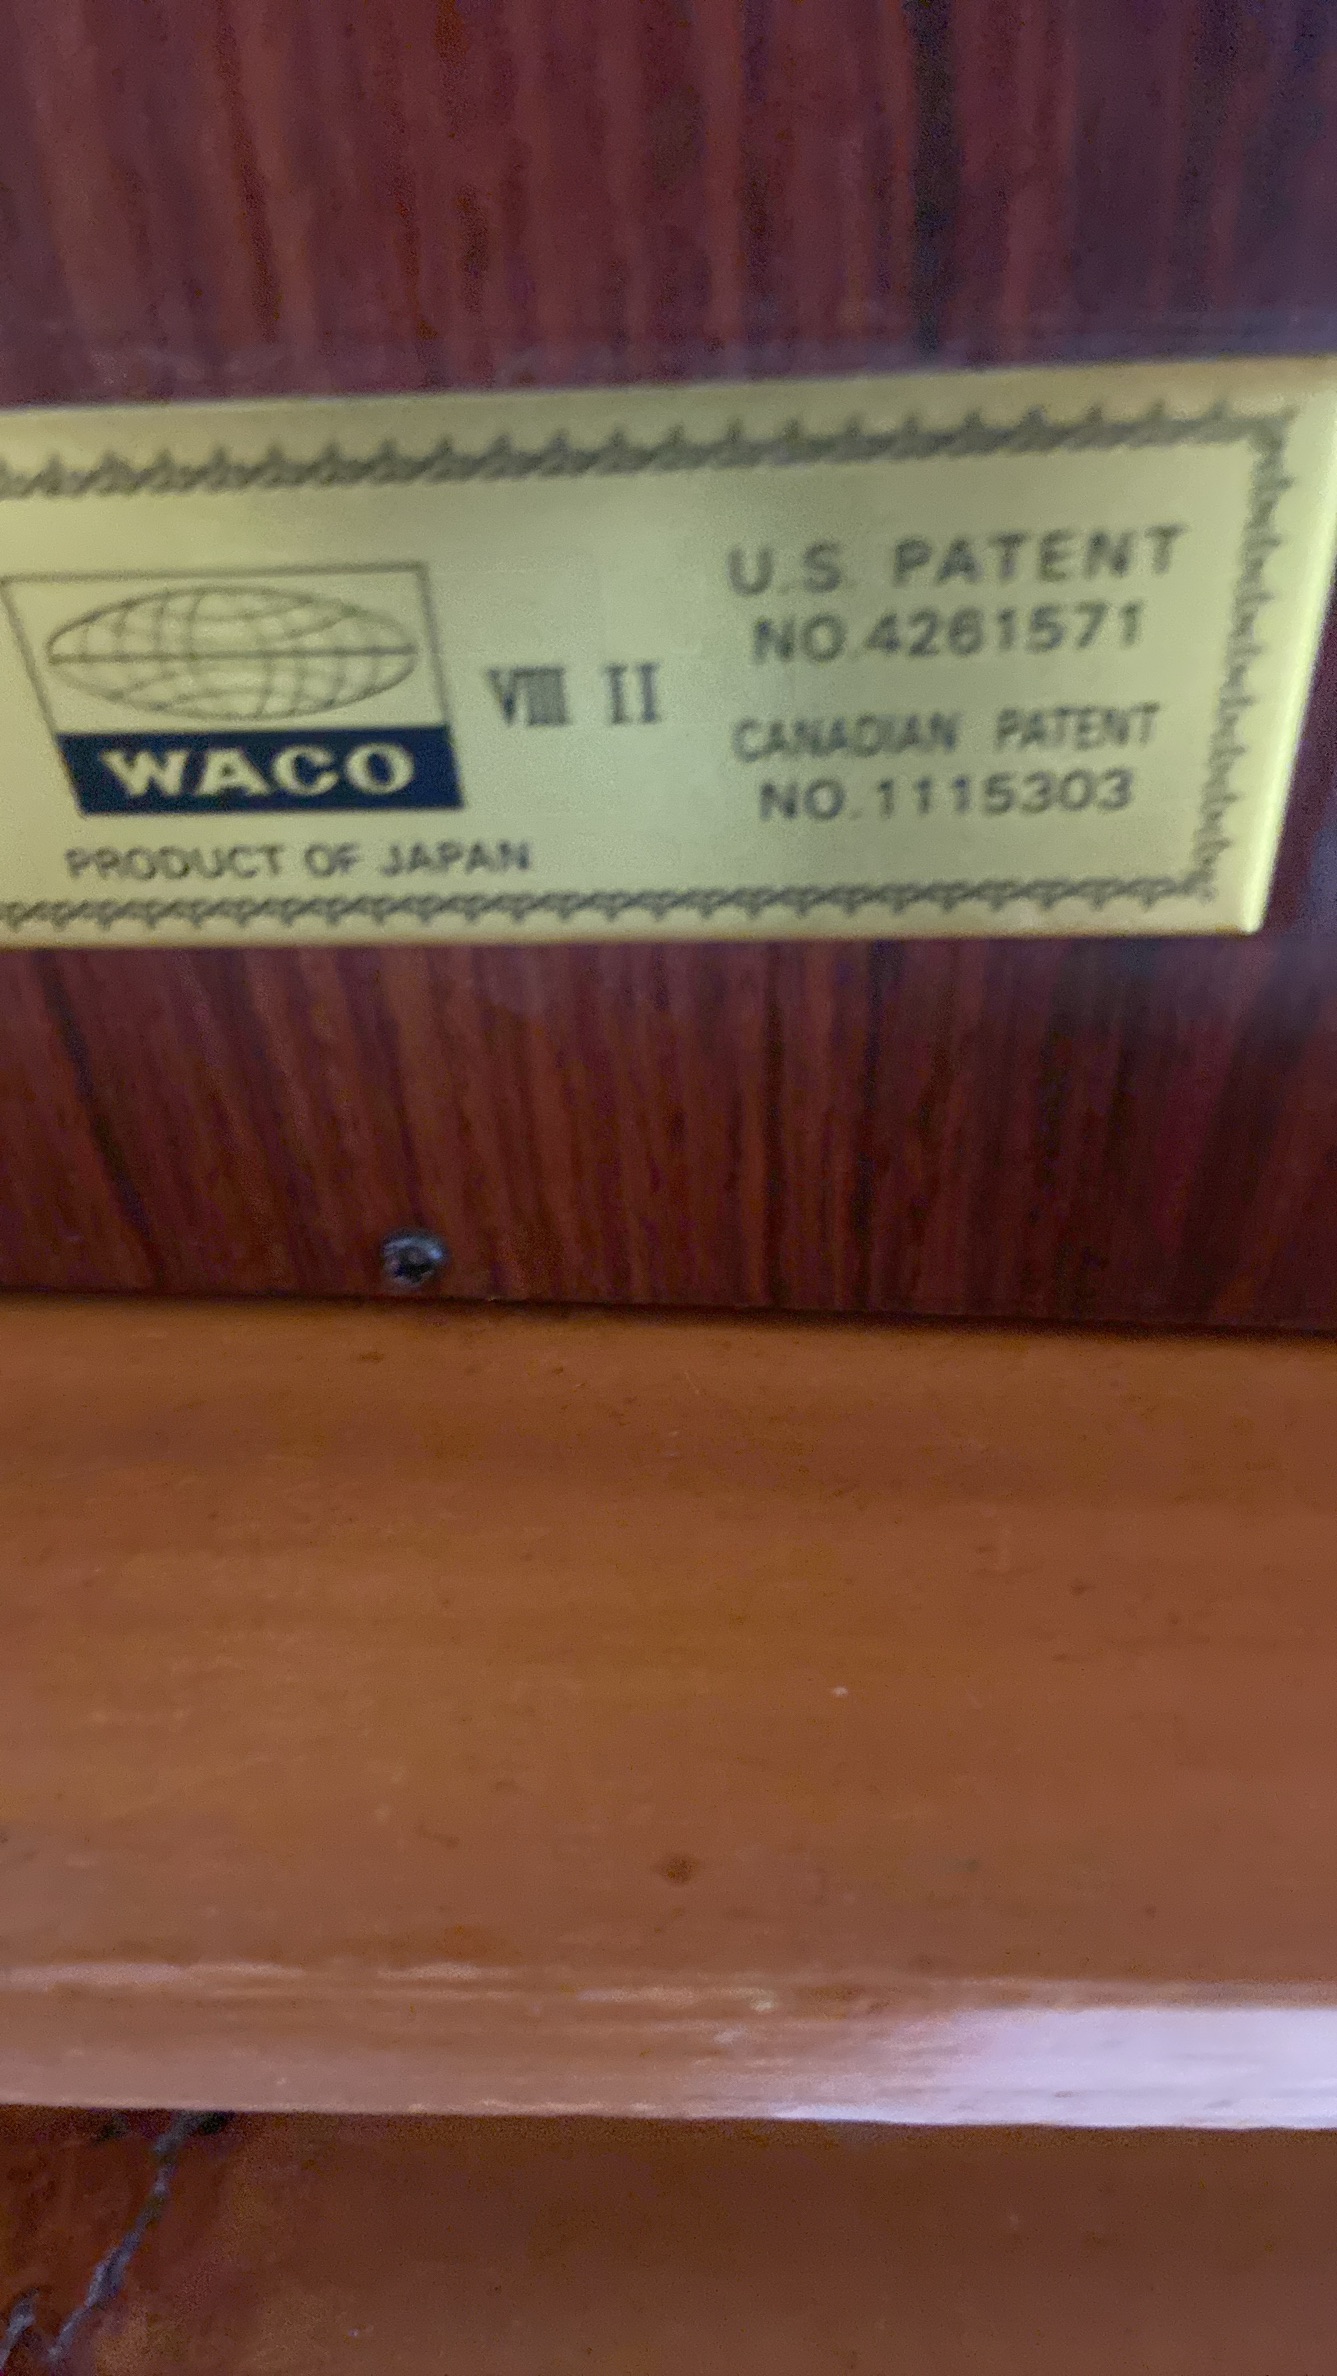 WACO
PRODUCT OF JAPAN
VIII II
U.S. PATENT
NO.4261571
CANADIAN PATENT
NO.1115303